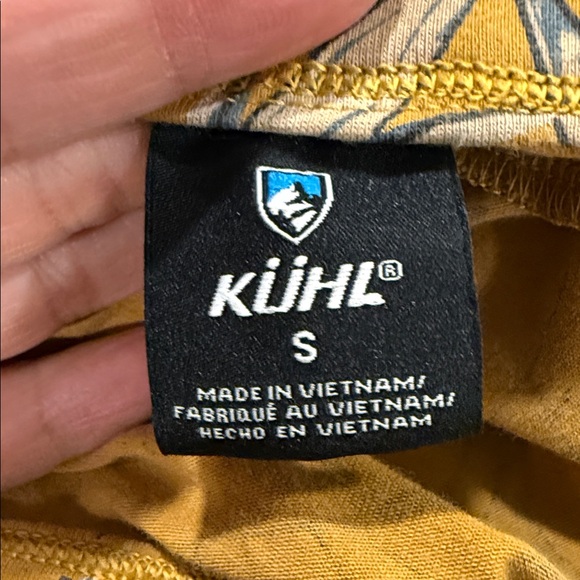 KÜHL®
S
MADE IN VIETNAM/
FABRIQUÉ AU VIETNAM/
HECHO EN VIETNAM